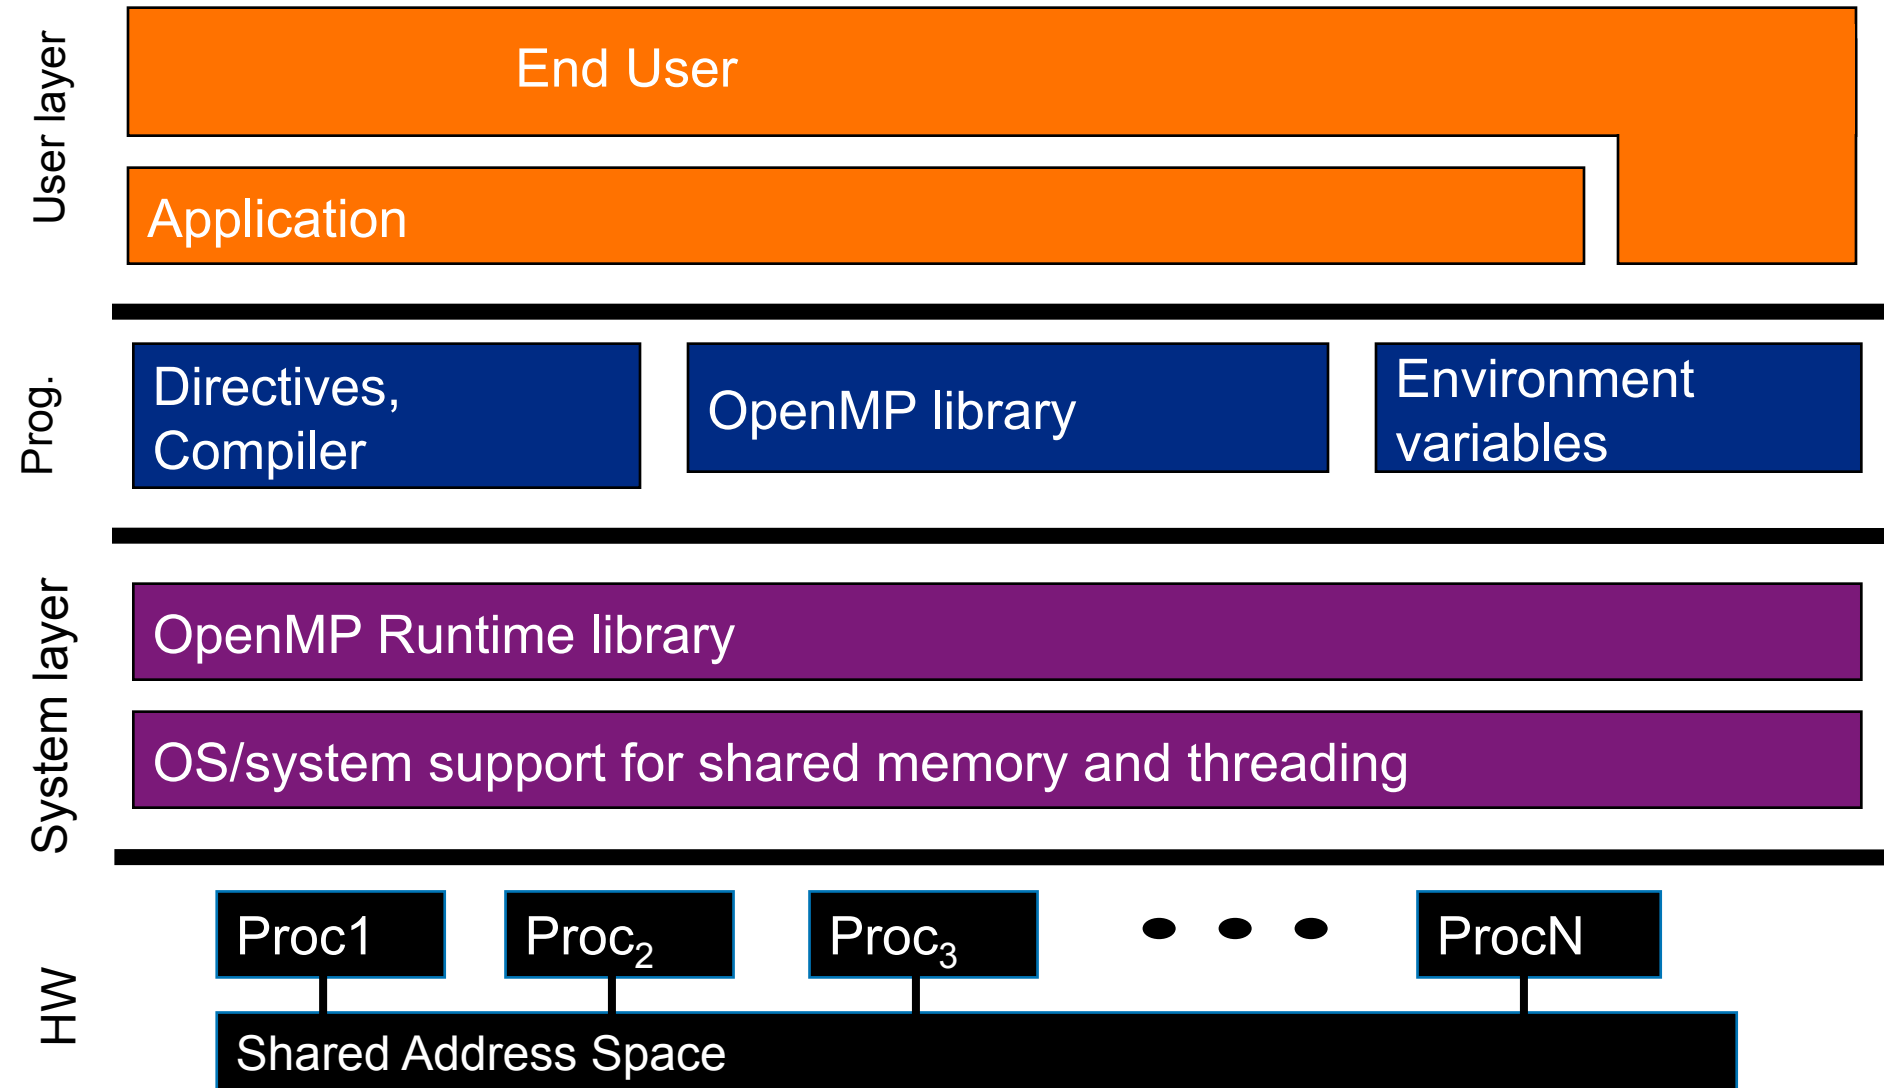 User layer
End User
Application
Prog.
Directives,
Compiler
OpenMP library
Environment
variables
System layer
OpenMP Runtime library
OS/system support for shared memory and threading
HW
Proc1
Proc₂
Proc₃
• • •
ProcN
Shared Address Space